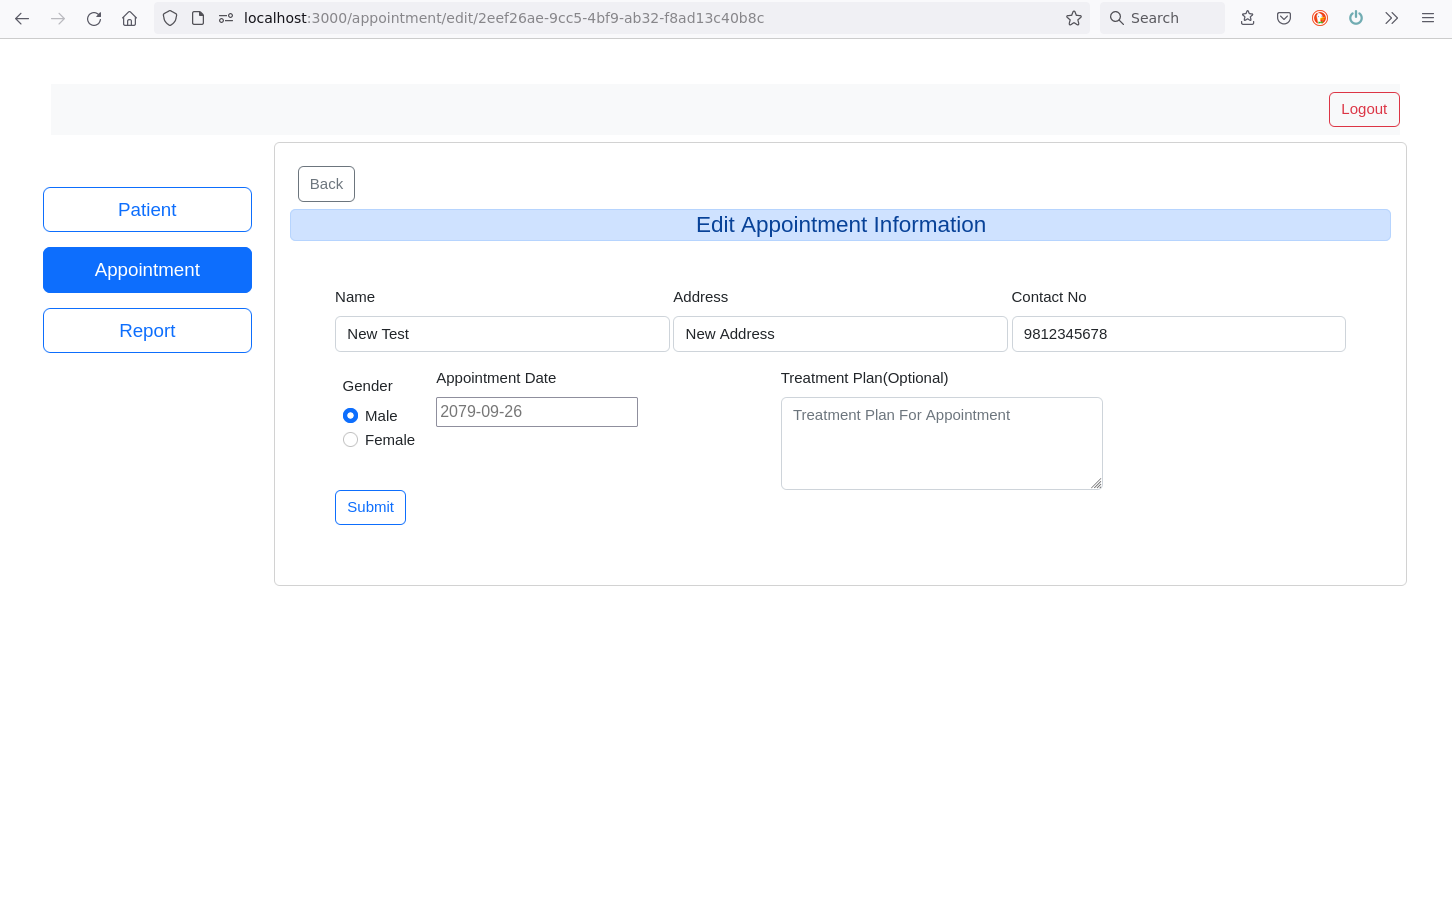 localhost:3000/appointment/edit/2eef26ae-9cc5-4bf9-ab32-f8ad13c40b8c
Search
Logout
Patient
Appointment
Report
Back
Edit Appointment Information
Name Address Contact No
New Test New Address 9812345678
Gender Appointment Date Treatment Plan(Optional)
Male 2079-09-26 Treatment Plan For Appointment
Female
Submit